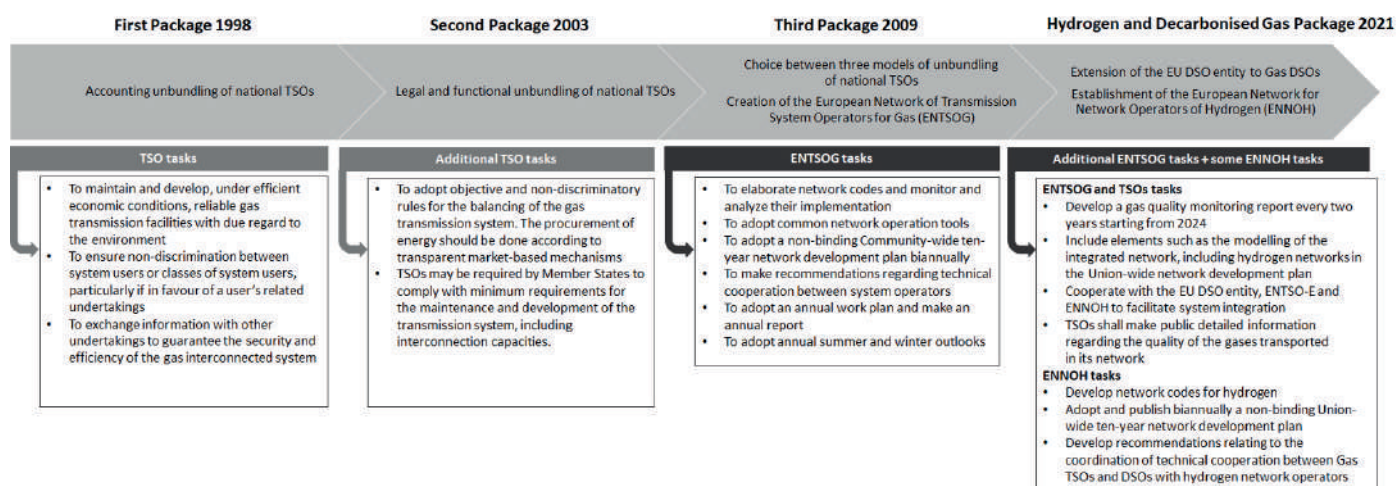 First Package 1998
Second Package 2003
Third Package 2009
Hydrogen and Decarbonised Gas Package 2021
Accounting unbundling of national TSOs
Legal and functional unbundling of national TSOs
Choice between three models of unbundling
of national TSOs
Creation of the European Network of Transmission
System Operators for Gas (ENTSOG)
Extension of the EU DSO entity to Gas DSOs
Establishment of the European Network for
Network Operators of Hydrogen (ENNOH)
TSO tasks
• To maintain and develop, under efficient
economic conditions, reliable gas
transmission facilities with due regard to
the environment
• To ensure non-discrimination between
system users or classes of system users,
particularly if in favour of a user's related
undertakings
• To exchange information with other
undertakings to guarantee the security and
efficiency of the gas interconnected system
Additional TSO tasks
• To adopt objective and non-discriminatory
rules for the balancing of the gas
transmission system. The procurement of
energy should be done according to
transparent market-based mechanisms
• TSOs may be required by Member States to
comply with minimum requirements for
the maintenance and development of the
transmission system, including
interconnection capacities.
ENTSOG tasks
• To elaborate network codes and monitor and
analyze their implementation
• To adopt common network operation tools
• To adopt a non-binding Community-wide ten-
year network development plan biannually
• To make recommendations regarding technical
cooperation between system operators
• To adopt an annual work plan and make an
annual report
• To adopt annual summer and winter outlooks
Additional ENTSOG tasks + some ENNOH tasks
ENTSOG and TSOs tasks
• Develop a gas quality monitoring report every two
years starting from 2024
• Include elements such as the modelling of the
integrated network, including hydrogen networks in
the Union-wide network development plan
• Cooperate with the EU DSO entity, ENTSO-E and
ENNOH to facilitate system integration
• TSOs shall make public detailed information
regarding the quality of the gases transported
in its network
ENNOH tasks
• Develop network codes for hydrogen
• Adopt and publish biannually a non-binding Union-
wide ten-year network development plan
• Develop recommendations relating to the
coordination of technical cooperation between Gas
TSOs and DSOs with hydrogen network operators